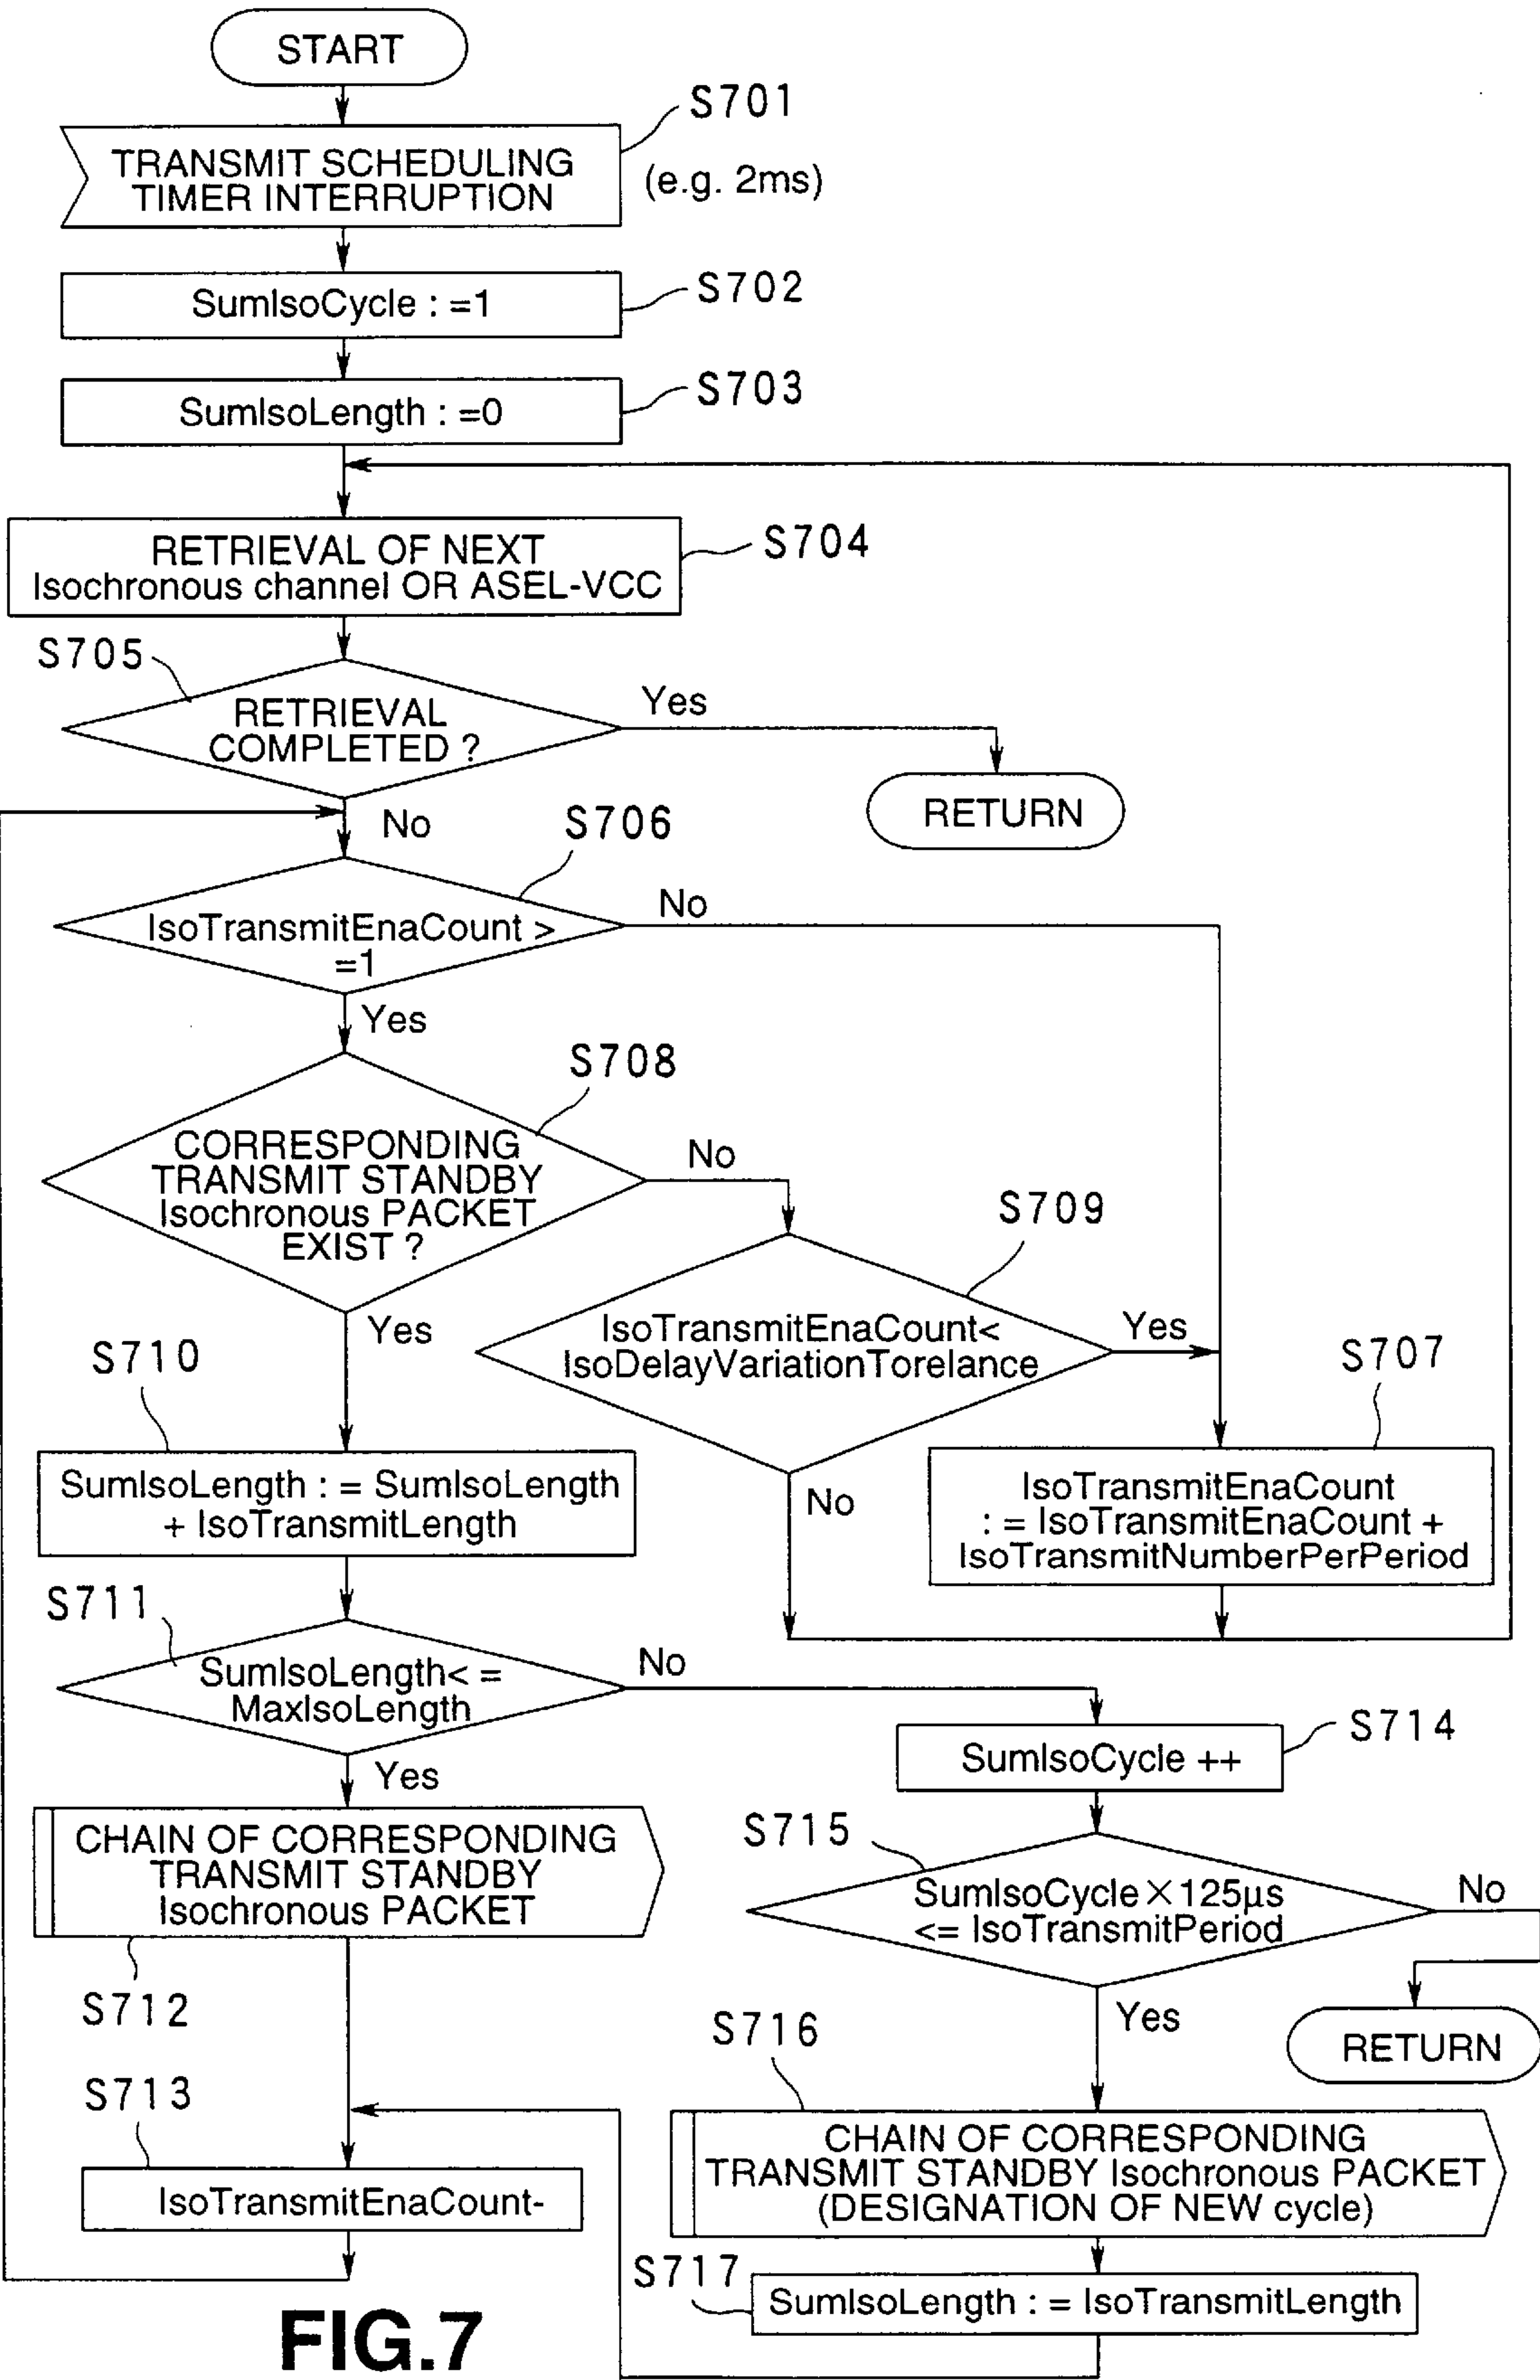 START
S701
TRANSMIT SCHEDULING
TIMER INTERRUPTION
(e.g. 2ms)
S702
SumIsoCycle : =1
S703
SumIsoLength : =0
S704
RETRIEVAL OF NEXT
Isochronous channel OR ASEL-VCC
S705
RETRIEVAL
COMPLETED ?
Yes
RETURN
No
S706
IsoTransmitEnaCount >
=1
No
Yes
S708
CORRESPONDING
TRANSMIT STANDBY
Isochronous PACKET
EXIST ?
No
S709
IsoTransmitEnaCount<
IsoDelayVariationTorelance
Yes
No
S707
IsoTransmitEnaCount
: = IsoTransmitEnaCount +
IsoTransmitNumberPerPeriod
Yes
S710
SumIsoLength : = SumIsoLength
+ IsoTransmitLength
S711
SumIsoLength< =
MaxIsoLength
No
Yes
S714
SumIsoCycle ++
S715
SumIsoCycle×125µs
<= IsoTransmitPeriod
No
RETURN
Yes
CHAIN OF CORRESPONDING
TRANSMIT STANDBY
Isochronous PACKET
S712
S716
CHAIN OF CORRESPONDING
TRANSMIT STANDBY Isochronous PACKET
(DESIGNATION OF NEW cycle)
S713
IsoTransmitEnaCount-
S717
SumIsoLength : = IsoTransmitLength
FIG.7